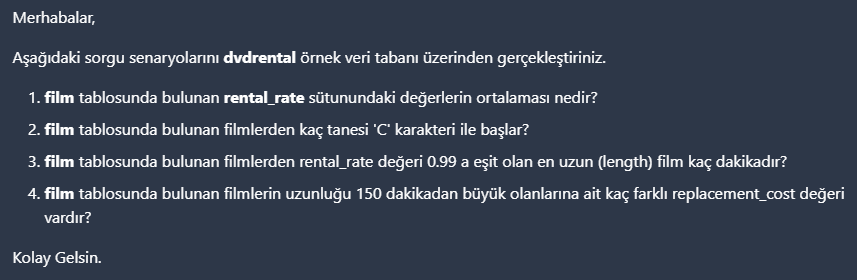 Merhabalar,
Aşağıdaki sorgu senaryolarını dvdrental örnek veri tabanı üzerinden gerçekleştiriniz.
1. film tablosunda bulunan rental_rate sütunundaki değerlerin ortalaması nedir?
2. film tablosunda bulunan filmlerden kaç tanesi 'C' karakteri ile başlar?
3. film tablosunda bulunan filmlerden rental_rate değeri 0.99 a eşit olan en uzun (length) film kaç dakikadır?
4. film tablosunda bulunan filmlerin uzunluğu 150 dakikadan büyük olanlarına ait kaç farklı replacement_cost değeri
vardır?
Kolay Gelsin.